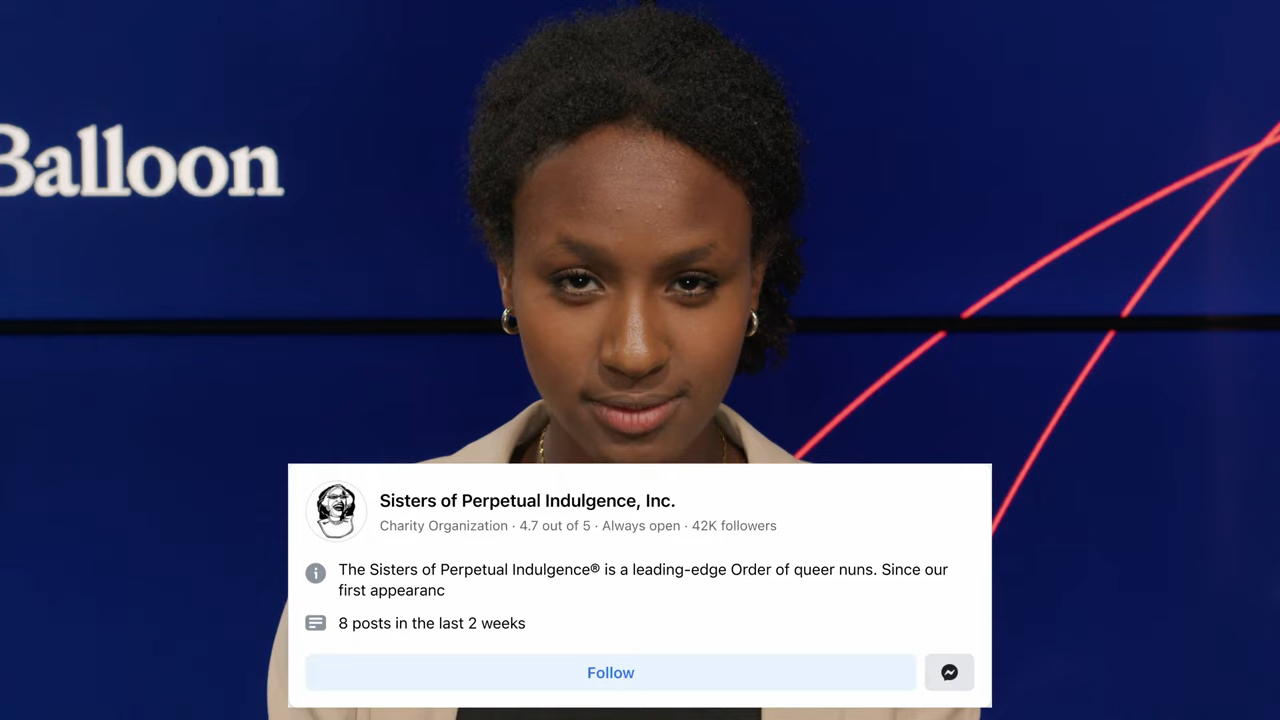 Balloon
Sisters of Perpetual Indulgence, Inc.
Charity Organization · 4.7 out of 5 · Always open · 42K followers
The Sisters of Perpetual Indulgence® is a leading-edge Order of queer nuns. Since our
first appearanc
8 posts in the last 2 weeks
Follow